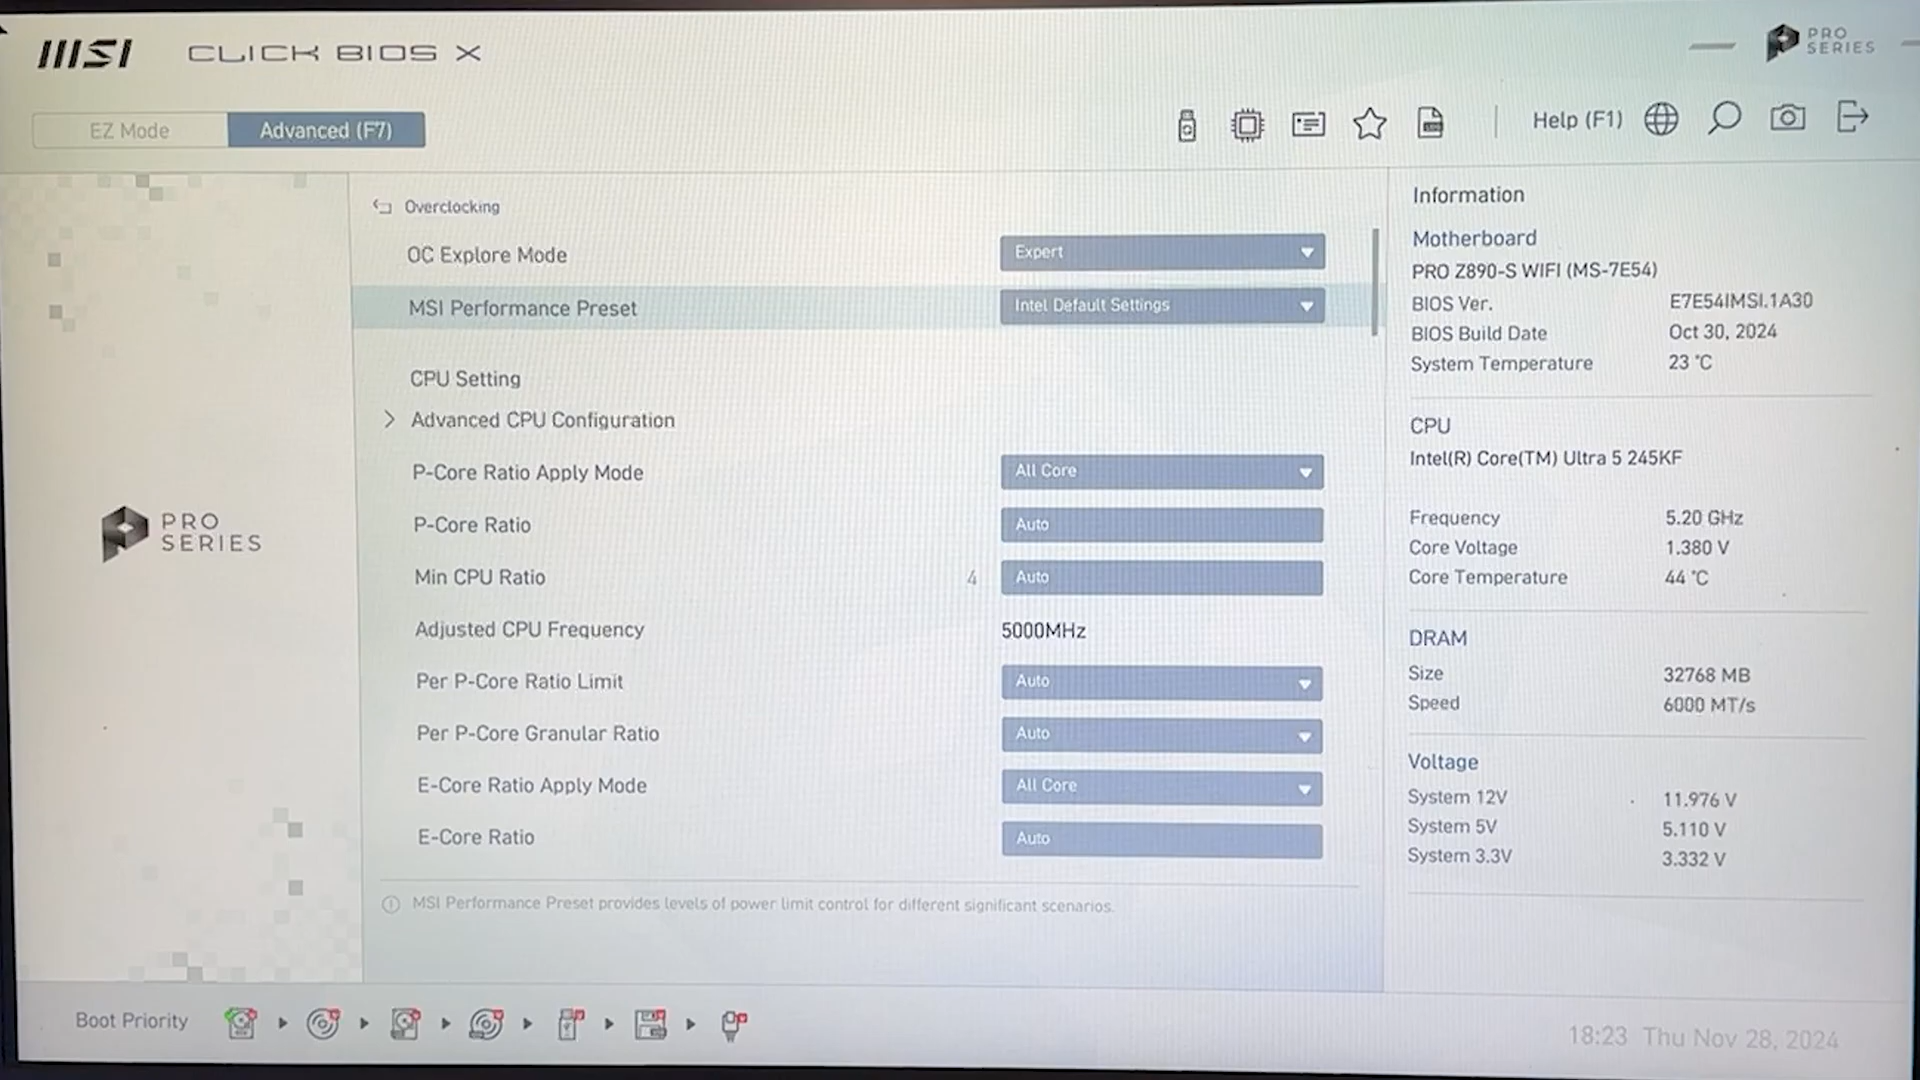 msi CLICK BIOS X
PRO SERIES
EZ Mode
Advanced (F7)
Help (F1)
Overclocking
OC Explore Mode Expert
MSI Performance Preset Intel Default Settings
CPU Setting
Advanced CPU Configuration
P-Core Ratio Apply Mode All Core
P-Core Ratio Auto
Min CPU Ratio 4 Auto
Adjusted CPU Frequency 5000MHz
Per P-Core Ratio Limit Auto
Per P-Core Granular Ratio Auto
E-Core Ratio Apply Mode All Core
E-Core Ratio Auto
MSI Performance Preset provides levels of power limit control for different significant scenarios.
PRO
SERIES
Information
Motherboard
PRO Z890-S WIFI (MS-7E54)
BIOS Ver. E7E54IMSI.1A30
BIOS Build Date Oct 30, 2024
System Temperature 23 °C
CPU
Intel(R) Core(TM) Ultra 5 245KF
Frequency 5.20 GHz
Core Voltage 1.380 V
Core Temperature 44 °C
DRAM
Size 32768 MB
Speed 6000 MT/s
Voltage
System 12V 11.976 V
System 5V 5.110 V
System 3.3V 3.332 V
Boot Priority
18:23 Thu Nov 28, 2024